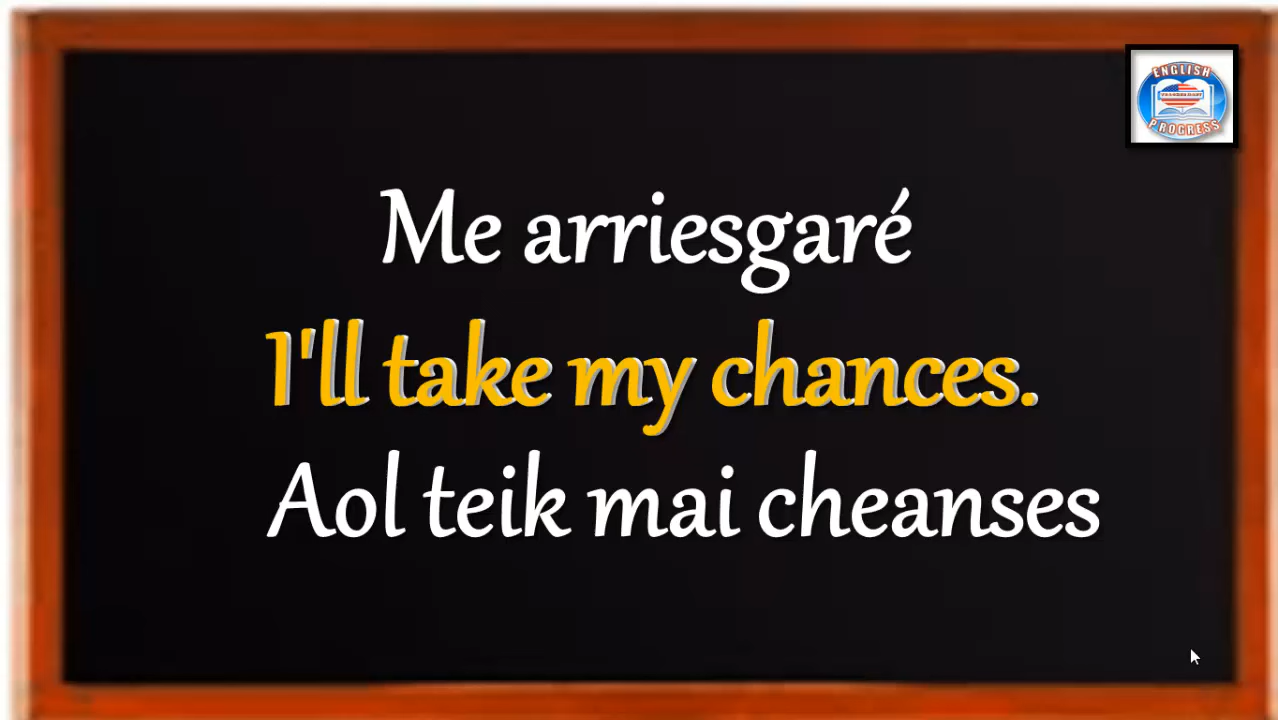 ENGLISH
PROGRESS
Me arriesgaré
I'll take my chances.
Aol teik mai cheanses